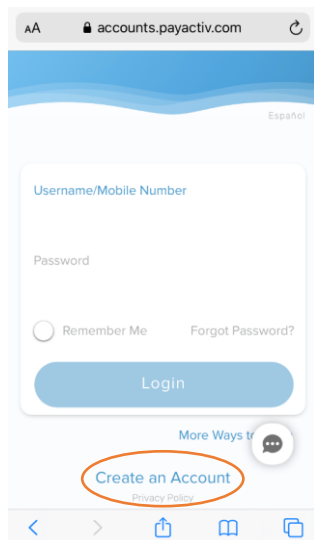 AA accounts.payactiv.com
Español
Username/Mobile Number
Password
Remember Me Forgot Password?
Login
More Ways
Create an Account
Privacy Policy